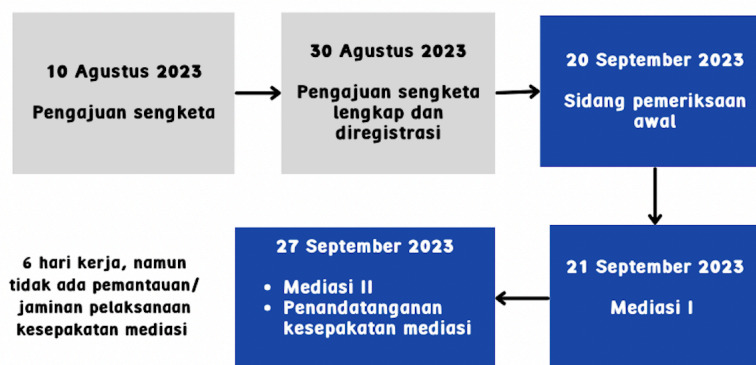 10 Agustus 2023
Pengajuan sengketa
30 Agustus 2023
Pengajuan sengketa
lengkap dan
diregistrasi
20 September 2023
Sidang pemeriksaan
awal
21 September 2023
Mediasi I
27 September 2023
• Mediasi II
• Penandatanganan
kesepakatan mediasi
6 hari kerja, namun
tidak ada pemantauan/
jaminan pelaksanaan
kesepakatan mediasi